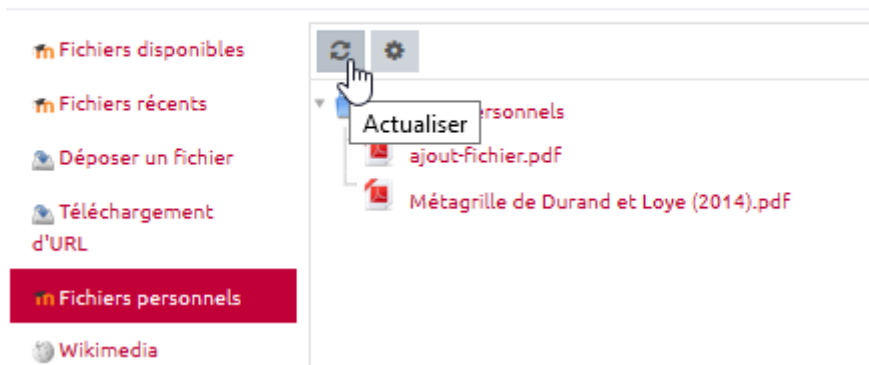 Fichiers disponibles
Fichiers récents
Déposer un fichier
Téléchargement
d'URL
Fichiers personnels
Wikimedia
Actualiser
ersonnels
ajout-fichier.pdf
Métagrille de Durand et Loye (2014).pdf